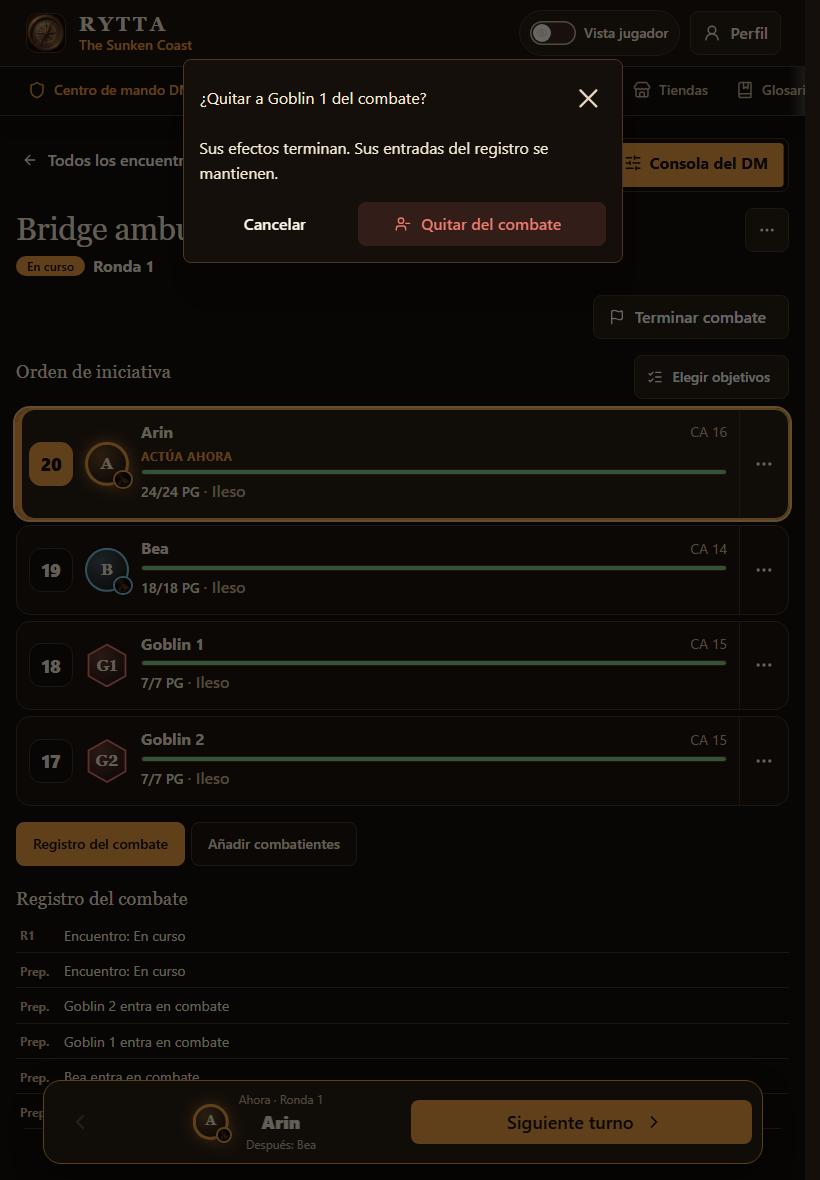 RYTTA
The Sunken Coast
Vista jugador
Perfil
Centro de mando
Tiendas
¿Quitar a Goblin 1 del combate?
Sus efectos terminan. Sus entradas del registro se
mantienen.
Cancelar
Quitar del combate
Todos los
Consola del DM
Bridge
...
En curso
Ronda 1
Terminar combate
Orden de iniciativa
Elegir objetivos
20
A
Arin
CA 16
ACTÚA AHORA
24/24 PG · Ileso
...
19
B
Bea
CA 14
18/18 PG · Ileso
...
18
G1
Goblin 1
CA 15
7/7 PG · Ileso
...
17
G2
Goblin 2
CA 15
7/7 PG · Ileso
...
Registro del combate
Añadir combatientes
Registro del combate
R1 Encuentro: En curso
Prep. Encuentro: En curso
Prep. Goblin 2 entra en combate
Prep. Goblin 1 entra en combate
Prep. Bea entra en combate
A
Ahora · Ronda 1
Arin
Después: Bea
Siguiente turno